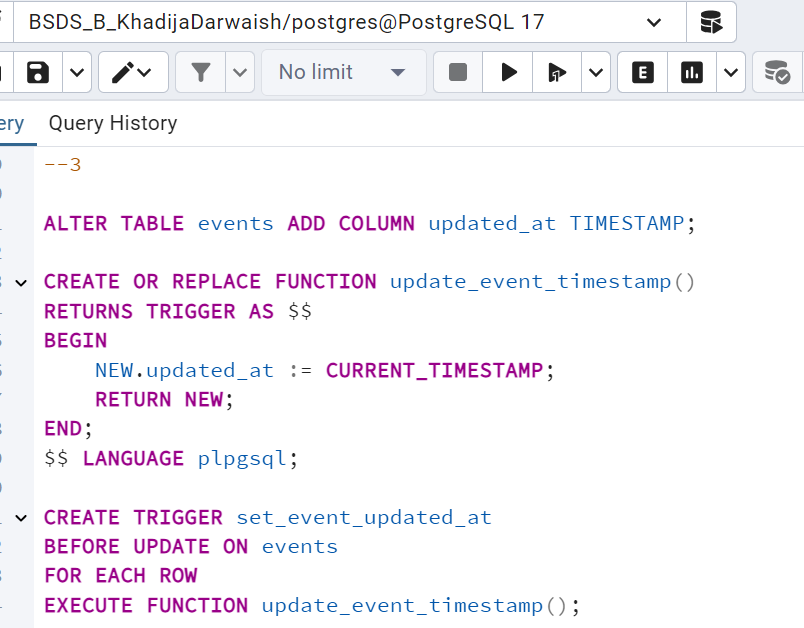 BSDS_B_KhadijaDarwaish/postgres@PostgreSQL 17
No limit
E
ery Query History
--3
ALTER TABLE events ADD COLUMN updated_at TIMESTAMP;
CREATE OR REPLACE FUNCTION update_event_timestamp()
RETURNS TRIGGER AS $$
BEGIN
NEW.updated_at := CURRENT_TIMESTAMP;
RETURN NEW;
END;
$$ LANGUAGE plpgsql;
CREATE TRIGGER set_event_updated_at
BEFORE UPDATE ON events
FOR EACH ROW
EXECUTE FUNCTION update_event_timestamp();